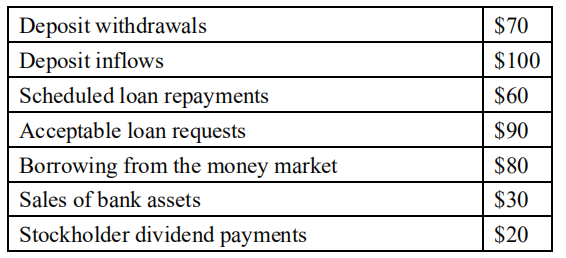 Deposit withdrawals $70
Deposit inflows $100
Scheduled loan repayments $60
Acceptable loan requests $90
Borrowing from the money market $80
Sales of bank assets $30
Stockholder dividend payments $20